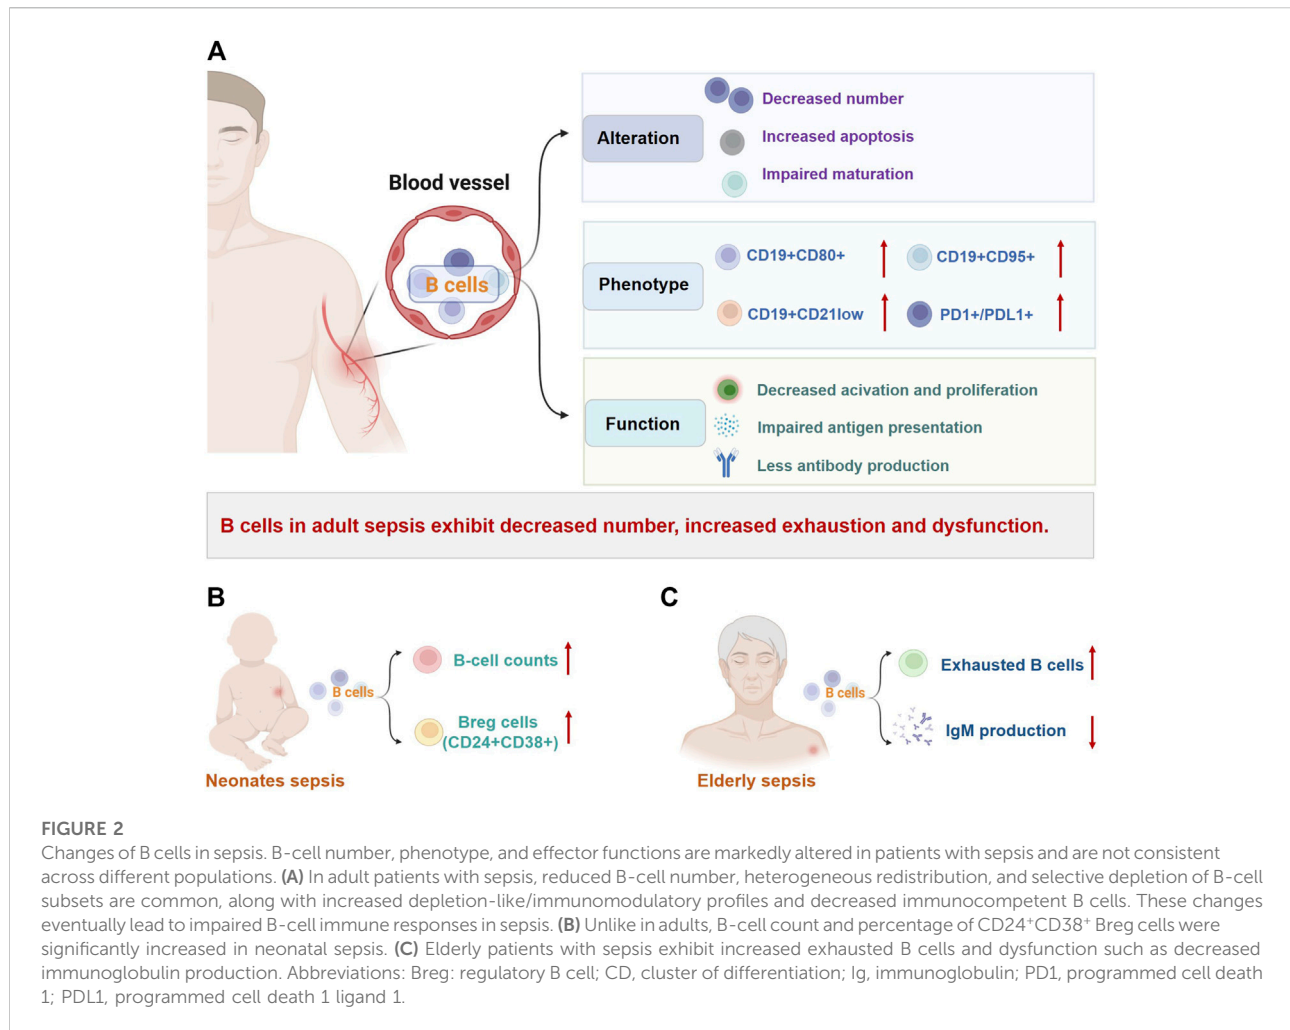 A
Blood vessel
B cells
Alteration
Decreased number
Increased apoptosis
Impaired maturation
Phenotype
CD19+CD80+
CD19+CD95+
CD19+CD21low
PD1+/PDL1+
Function
Decreased acivation and proliferation
Impaired antigen presentation
Less antibody production
B cells in adult sepsis exhibit decreased number, increased exhaustion and dysfunction.
B
B cells
B-cell counts
Breg cells
(CD24+CD38+)
Neonates sepsis
C
B cells
Exhausted B cells
IgM production
Elderly sepsis
FIGURE 2
Changes of B cells in sepsis. B-cell number, phenotype, and effector functions are markedly altered in patients with sepsis and are not consistent
across different populations. (A) In adult patients with sepsis, reduced B-cell number, heterogeneous redistribution, and selective depletion of B-cell
subsets are common, along with increased depletion-like/immunomodulatory profiles and decreased immunocompetent B cells. These changes
eventually lead to impaired B-cell immune responses in sepsis. (B) Unlike in adults, B-cell count and percentage of CD24⁺CD38⁺ Breg cells were
significantly increased in neonatal sepsis. (C) Elderly patients with sepsis exhibit increased exhausted B cells and dysfunction such as decreased
immunoglobulin production. Abbreviations: Breg: regulatory B cell; CD, cluster of differentiation; Ig, immunoglobulin; PD1, programmed cell death
1; PDL1, programmed cell death 1 ligand 1.